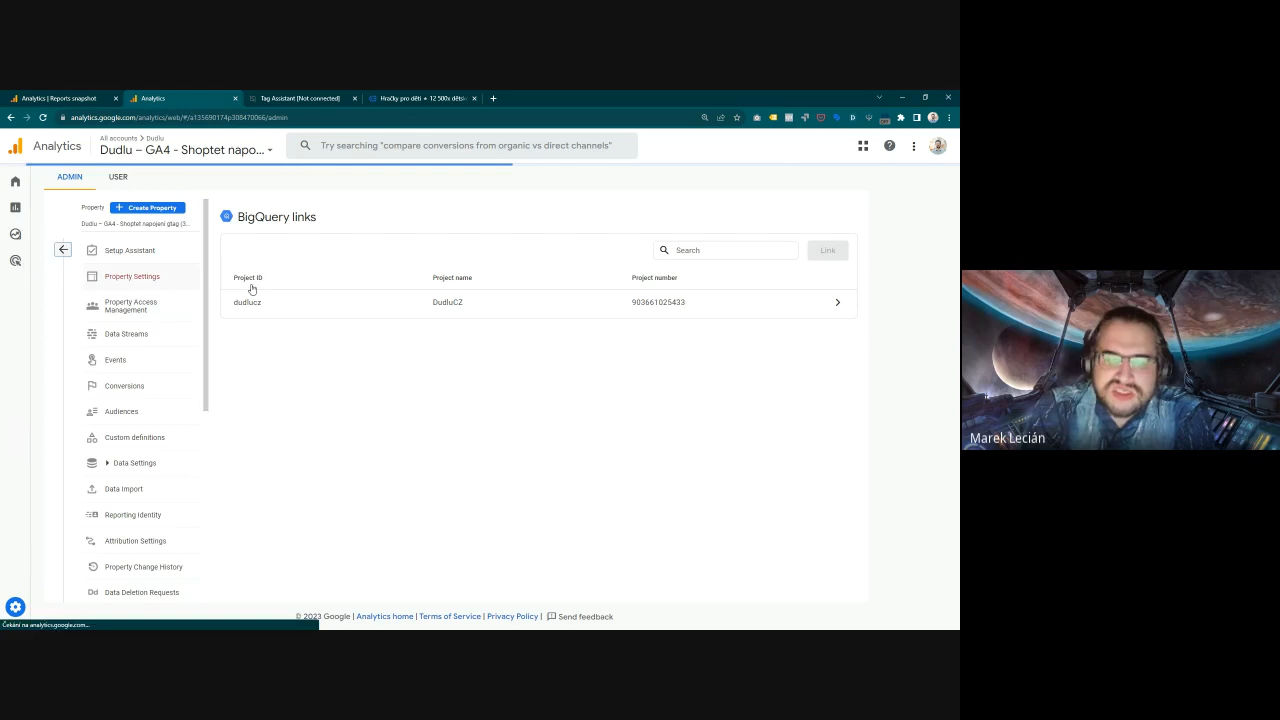 Analytics | Reports snapshot
Analytics
Tag Assistant [Not connected]
Hračky pro děti ★ 12 500x děts
analytics.google.com/analytics/web/#/a135690174p308470066/admin
Analytics
All accounts > Dudlu
Dudlu – GA4 - Shoptet napo...
Try searching "compare conversions from organic vs direct channels"
ADMIN
USER
Property
+ Create Property
Dudlu – GA4 - Shoptet napojení gtag (3...
Setup Assistant
Property Settings
Property Access
Management
Data Streams
Events
Conversions
Audiences
Custom definitions
Data Settings
Data Import
Reporting Identity
Attribution Settings
Property Change History
Dd Data Deletion Requests
BigQuery links
Search
Link
Project ID
Project name
Project number
dudlucz
DudluCZ
903661025433
© 2023 Google | Analytics home | Terms of Service | Privacy Policy | Send feedback
Čekání na analytics.google.com...
Marek Lecián